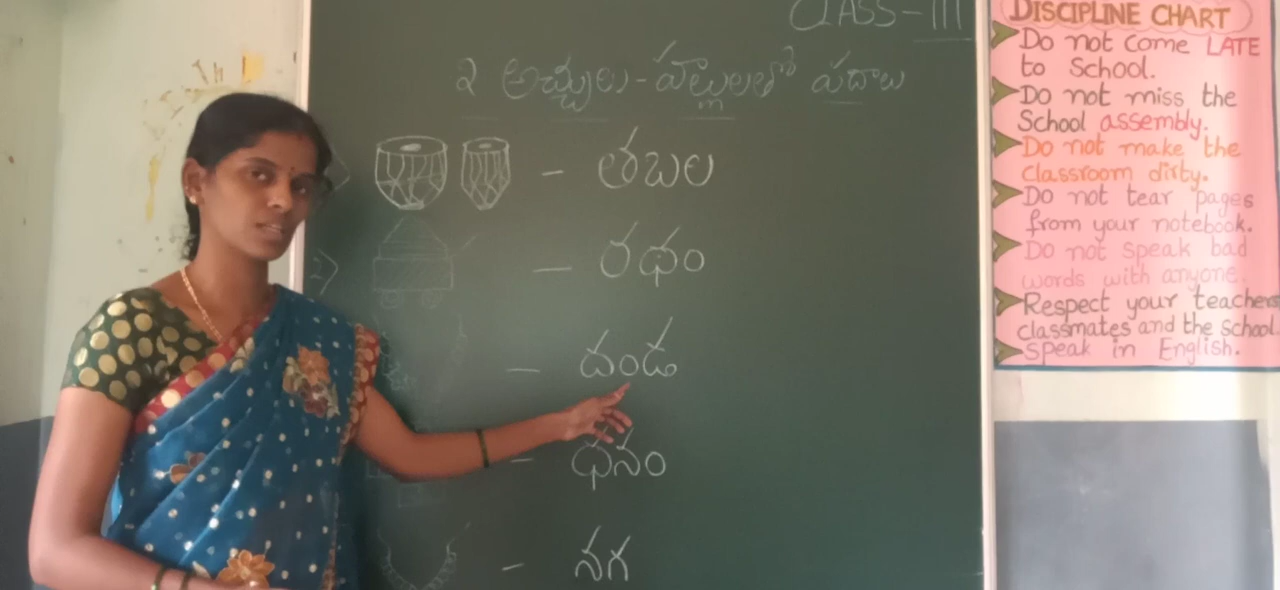 CLASS-III
౨ అచ్చులు - హల్లులతో పదాలు
- తబల
2) - రథం
- దండ
- ధనం
- నగ
DISCIPLINE CHART
Do not come LATE
to School.
Do not miss the
School assembly.
Do not make the
classroom dirty.
Do not tear pages
from your notebook.
Do not speak bad
words with anyone.
Respect your teachers
classmates and the school.
Speak in English.